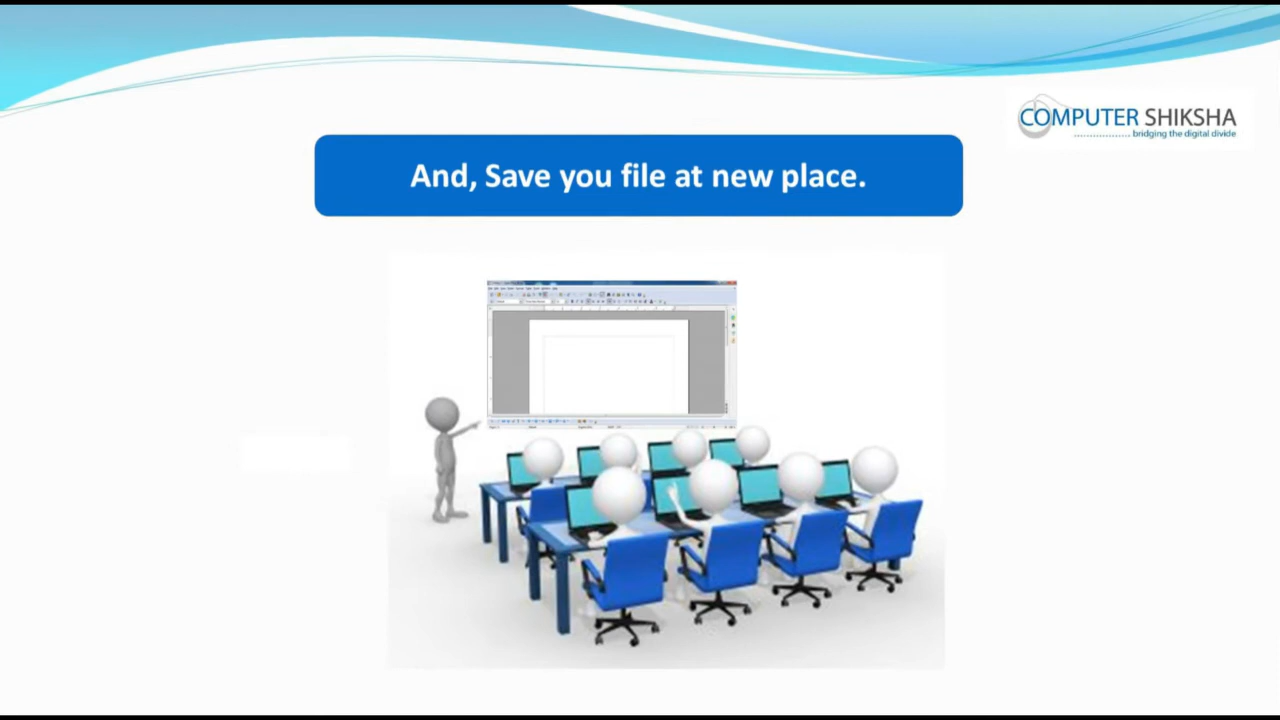 COMPUTER SHIKSHA
bridging the digital divide
And, Save you file at new place.